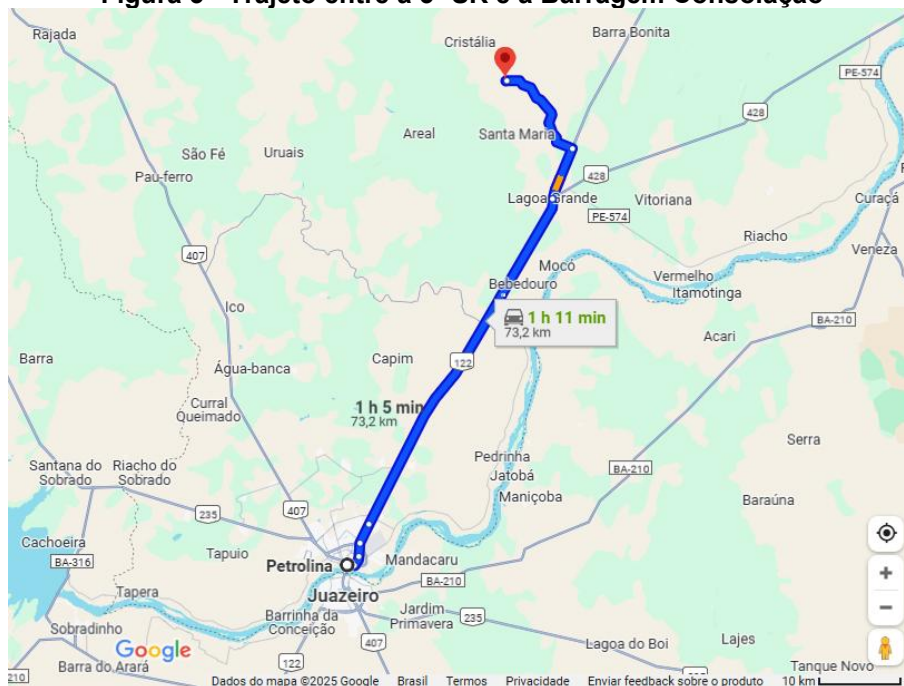 Rajada
Cristália
Barra Bonita
PE-574
428
Areal
Santa Maria
São Fé
Uruais
428
Pau-ferro
Lagoa Grande
Vitoriana
Curaçá
PE-574
407
Riacho
Veneza
Mocó
Vermelho
Bebedouro
Itamotinga
Ico
1 h 11 min
73,2 km
BA-210
Acari
Barra
Capim
122
Água-banca
1 h 5 min
73,2 km
Curral
Queimado
Serra
Pedrinha
Santana do
Sobrado
Riacho do
Sobrado
Jatobá
BA-210
Maniçoba
Baraúna
235
407
Cachoeira
Tapuio
BA-316
Petrolina
Mandacaru
BA-210
Tapera
Juazeiro
Barrinha da
Conceição
Jardim
Primavera
235
Sobradinho
407
Lagoa do Boi
Lajes
Google
122
Barra do Arará
Tanque Novo
210
Dados do mapa ©2025 Google Brasil Termos Privacidade Enviar feedback sobre o produto 10 km